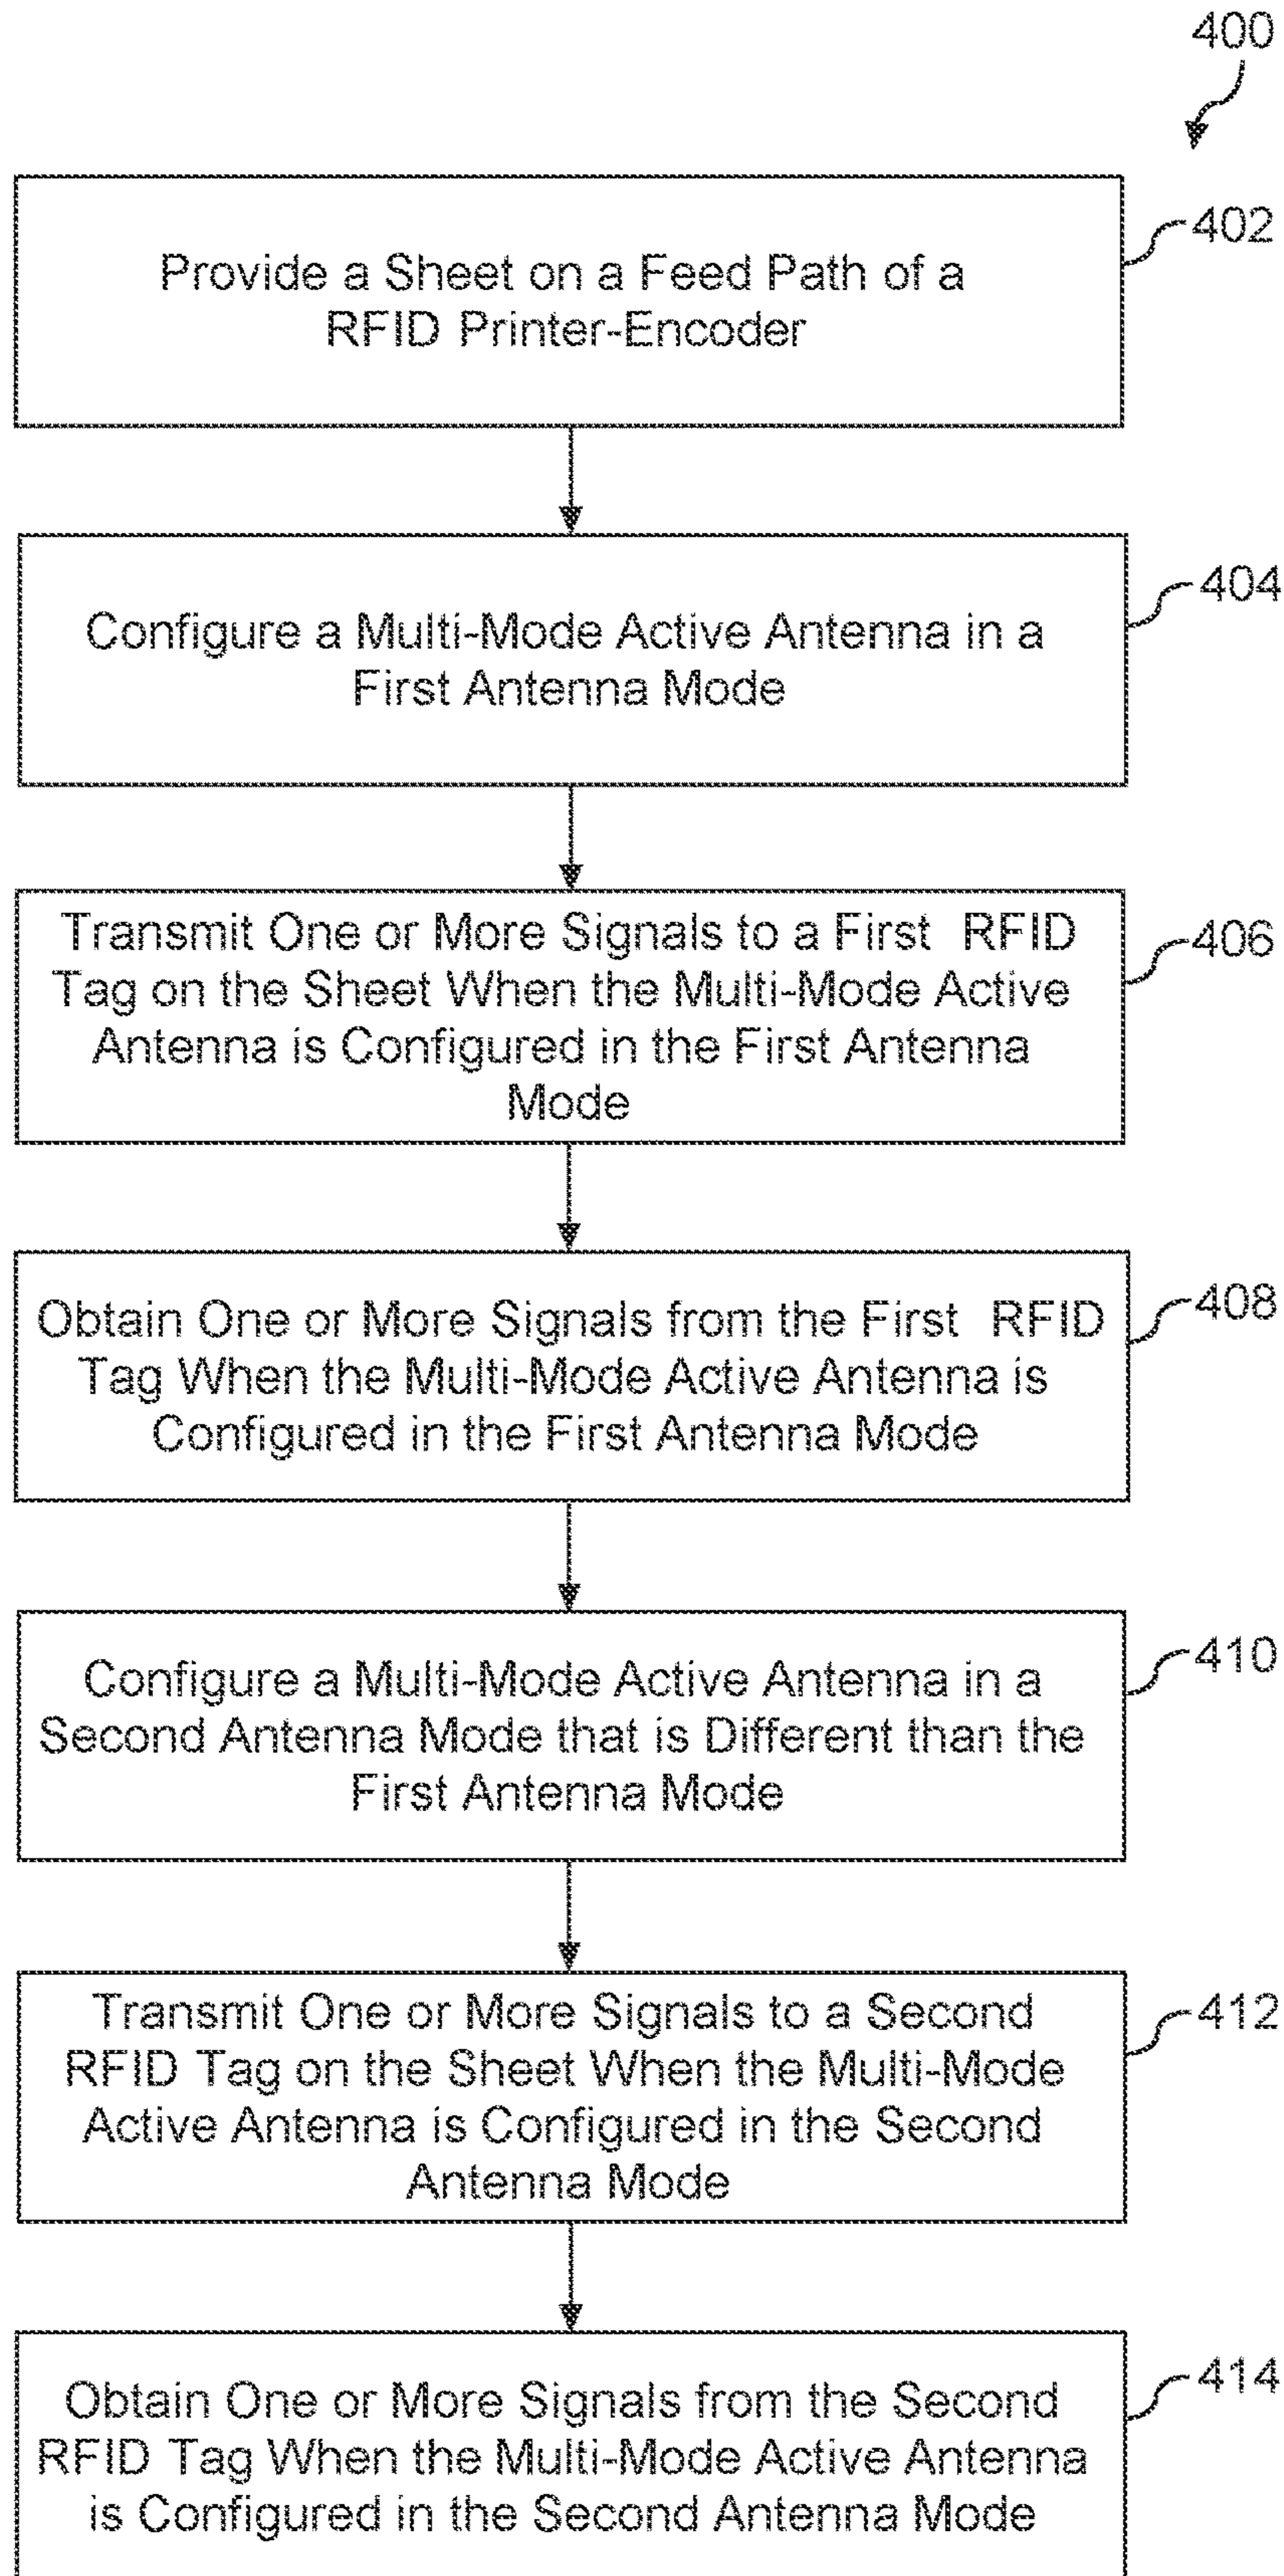 400
402
Provide a Sheet on a Feed Path of a
RFID Printer-Encoder
404
Configure a Multi-Mode Active Antenna in a
First Antenna Mode
406
Transmit One or More Signals to a First RFID
Tag on the Sheet When the Multi-Mode Active
Antenna is Configured in the First Antenna
Mode
408
Obtain One or More Signals from the First RFID
Tag When the Multi-Mode Active Antenna is
Configured in the First Antenna Mode
410
Configure a Multi-Mode Active Antenna in a
Second Antenna Mode that is Different than the
First Antenna Mode
412
Transmit One or More Signals to a Second
RFID Tag on the Sheet When the Multi-Mode
Active Antenna is Configured in the Second
Antenna Mode
414
Obtain One or More Signals from the Second
RFID Tag When the Multi-Mode Active Antenna
is Configured in the Second Antenna Mode